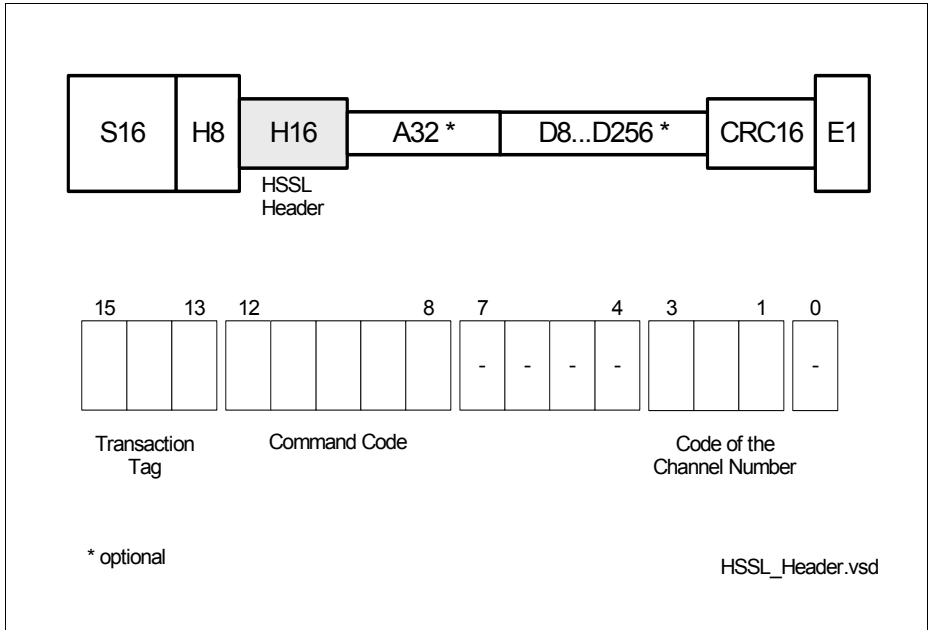 S16 H8 H16 A32 * D8...D256 * CRC16 E1
HSSL
Header
15 13 12 8 7 4 3 1 0
- - - - -
Transaction
Tag
Command Code
Code of the
Channel Number
* optional
HSSL_Header.vsd